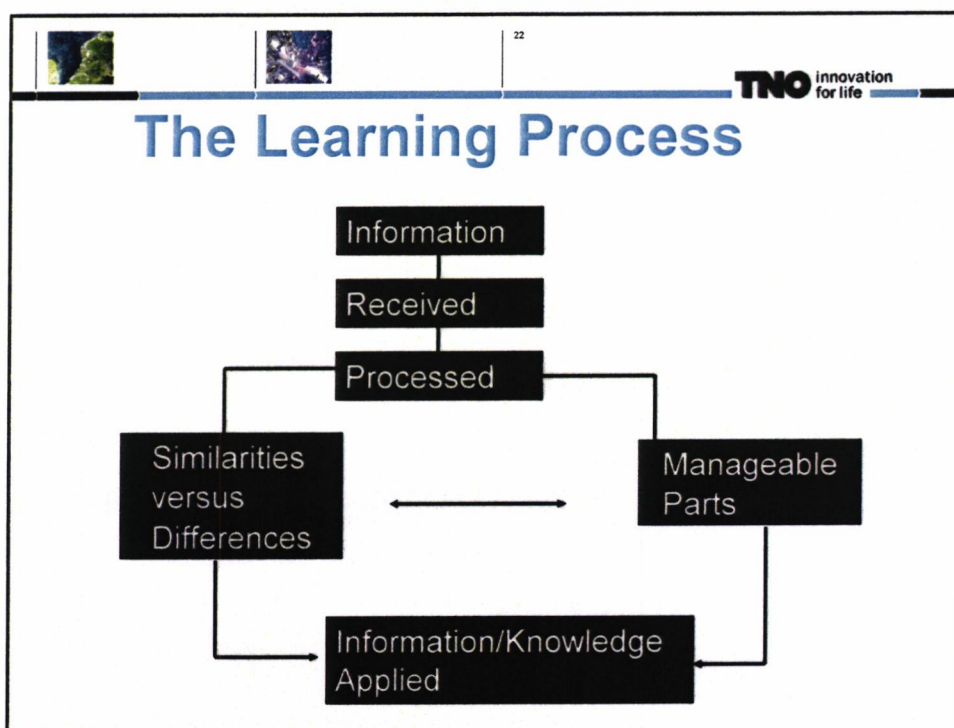 22
TNO innovation
for life
The Learning Process
Information
Received
Processed
Similarities
versus
Differences
Manageable
Parts
Information/Knowledge
Applied